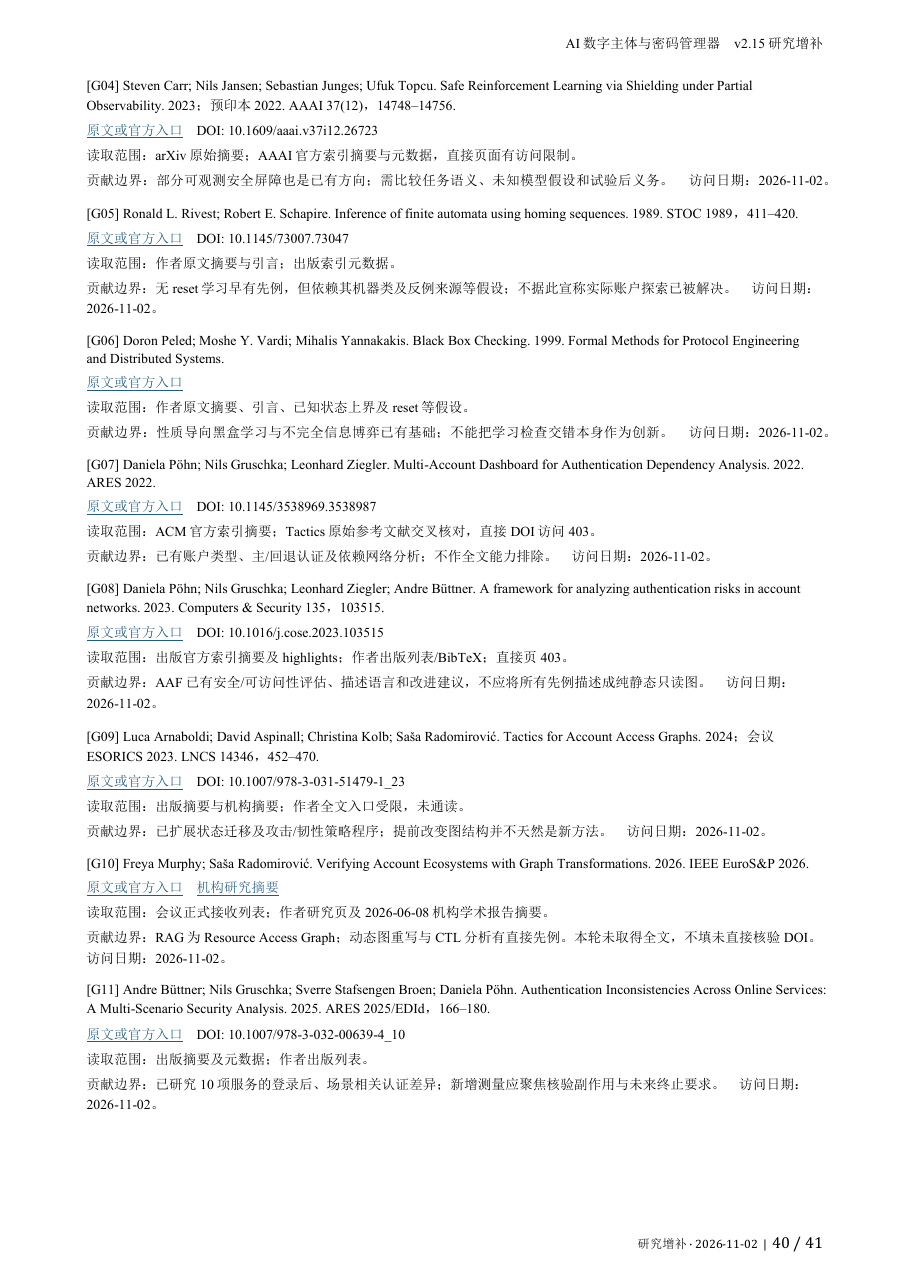 AI 数字主体与密码管理器 v2.15 研究增补
[G04] Steven Carr; Nils Jansen; Sebastian Junges; Ufuk Topcu. Safe Reinforcement Learning via Shielding under Partial
Observability. 2023；预印本 2022. AAAI 37(12)，14748–14756.
原文或官方入口 DOI: 10.1609/aaai.v37i12.26723
读取范围：arXiv 原始摘要；AAAI 官方索引摘要与元数据，直接页面有访问限制。
贡献边界：部分可观测安全屏障也是已有方向；需比较任务语义、未知模型假设和试验后义务。 访问日期：2026-11-02。
[G05] Ronald L. Rivest; Robert E. Schapire. Inference of finite automata using homing sequences. 1989. STOC 1989，411–420.
原文或官方入口 DOI: 10.1145/73007.73047
读取范围：作者原文摘要与引言；出版索引元数据。
贡献边界：无 reset 学习早有先例，但依赖其机器类及反例来源等假设；不据此宣称实际账户探索已被解决。 访问日期：
2026-11-02。
[G06] Doron Peled; Moshe Y. Vardi; Mihalis Yannakakis. Black Box Checking. 1999. Formal Methods for Protocol Engineering
and Distributed Systems.
原文或官方入口
读取范围：作者原文摘要、引言、已知状态上界及 reset 等假设。
贡献边界：性质导向黑盒学习与不完全信息博弈已有基础；不能把学习检查交错本身作为创新。 访问日期：2026-11-02。
[G07] Daniela Pöhn; Nils Gruschka; Leonhard Ziegler. Multi-Account Dashboard for Authentication Dependency Analysis. 2022.
ARES 2022.
原文或官方入口 DOI: 10.1145/3538969.3538987
读取范围：ACM 官方索引摘要；Tactics 原始参考文献交叉核对，直接 DOI 访问 403。
贡献边界：已有账户类型、主/回退认证及依赖网络分析；不作全文能力排除。 访问日期：2026-11-02。
[G08] Daniela Pöhn; Nils Gruschka; Leonhard Ziegler; Andre Büttner. A framework for analyzing authentication risks in account
networks. 2023. Computers & Security 135，103515.
原文或官方入口 DOI: 10.1016/j.cose.2023.103515
读取范围：出版官方索引摘要及 highlights；作者出版列表/BibTeX；直接页 403。
贡献边界：AAF 已有安全/可访问性评估、描述语言和改进建议，不应将所有先例描述成纯静态只读图。 访问日期：
2026-11-02。
[G09] Luca Arnaboldi; David Aspinall; Christina Kolb; Saša Radomirović. Tactics for Account Access Graphs. 2024；会议
ESORICS 2023. LNCS 14346，452–470.
原文或官方入口 DOI: 10.1007/978-3-031-51479-1_23
读取范围：出版摘要与机构摘要；作者全文入口受限，未通读。
贡献边界：已扩展状态迁移及攻击/韧性策略程序；提前改变图结构并不天然是新方法。 访问日期：2026-11-02。
[G10] Freya Murphy; Saša Radomirović. Verifying Account Ecosystems with Graph Transformations. 2026. IEEE EuroS&P 2026.
原文或官方入口 机构研究摘要
读取范围：会议正式接收列表；作者研究页及 2026-06-08 机构学术报告摘要。
贡献边界：RAG 为 Resource Access Graph；动态图重写与 CTL 分析有直接先例。本轮未取得全文，不填未直接核验 DOI。
访问日期：2026-11-02。
[G11] Andre Büttner; Nils Gruschka; Sverre Stafsengen Broen; Daniela Pöhn. Authentication Inconsistencies Across Online Services:
A Multi-Scenario Security Analysis. 2025. ARES 2025/EDId，166–180.
原文或官方入口 DOI: 10.1007/978-3-032-00639-4_10
读取范围：出版摘要及元数据；作者出版列表。
贡献边界：已研究 10 项服务的登录后、场景相关认证差异；新增测量应聚焦核验副作用与未来终止要求。 访问日期：
2026-11-02。
研究增补 · 2026-11-02 | 40 / 41